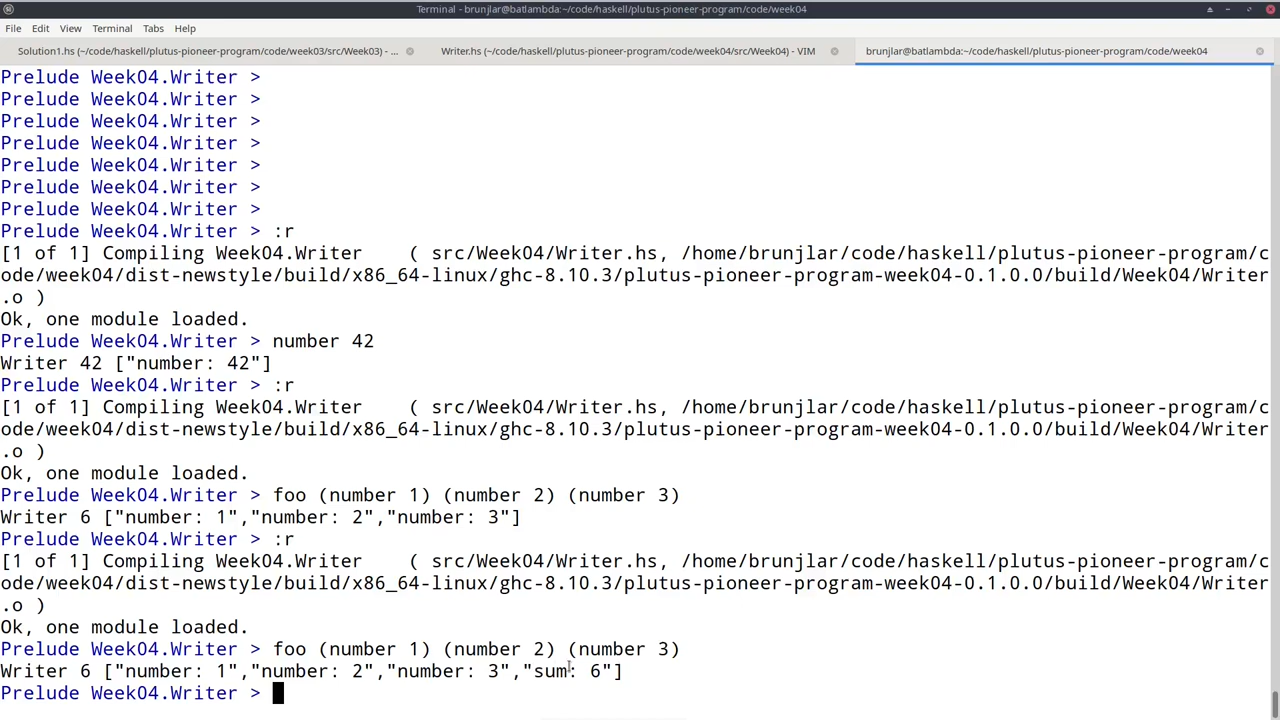 Terminal - brunjlar@batlambda:~/code/haskell/plutus-pioneer-program/code/week04
File Edit View Terminal Tabs Help
Solution1.hs (~/code/haskell/plutus-pioneer-program/code/week03/src/Week03) - ...
Writer.hs (~/code/haskell/plutus-pioneer-program/code/week04/src/Week04) - VIM
brunjlar@batlambda:~/code/haskell/plutus-pioneer-program/code/week04
Prelude Week04.Writer >
Prelude Week04.Writer >
Prelude Week04.Writer >
Prelude Week04.Writer >
Prelude Week04.Writer >
Prelude Week04.Writer >
Prelude Week04.Writer >
Prelude Week04.Writer > :r
[1 of 1] Compiling Week04.Writer    ( src/Week04/Writer.hs, /home/brunjlar/code/haskell/plutus-pioneer-program/c
ode/week04/dist-newstyle/build/x86_64-linux/ghc-8.10.3/plutus-pioneer-program-week04-0.1.0.0/build/Week04/Writer
.o )
Ok, one module loaded.
Prelude Week04.Writer > number 42
Writer 42 ["number: 42"]
Prelude Week04.Writer > :r
[1 of 1] Compiling Week04.Writer    ( src/Week04/Writer.hs, /home/brunjlar/code/haskell/plutus-pioneer-program/c
ode/week04/dist-newstyle/build/x86_64-linux/ghc-8.10.3/plutus-pioneer-program-week04-0.1.0.0/build/Week04/Writer
.o )
Ok, one module loaded.
Prelude Week04.Writer > foo (number 1) (number 2) (number 3)
Writer 6 ["number: 1","number: 2","number: 3"]
Prelude Week04.Writer > :r
[1 of 1] Compiling Week04.Writer    ( src/Week04/Writer.hs, /home/brunjlar/code/haskell/plutus-pioneer-program/c
ode/week04/dist-newstyle/build/x86_64-linux/ghc-8.10.3/plutus-pioneer-program-week04-0.1.0.0/build/Week04/Writer
.o )
Ok, one module loaded.
Prelude Week04.Writer > foo (number 1) (number 2) (number 3)
Writer 6 ["number: 1","number: 2","number: 3","sum: 6"]
Prelude Week04.Writer >